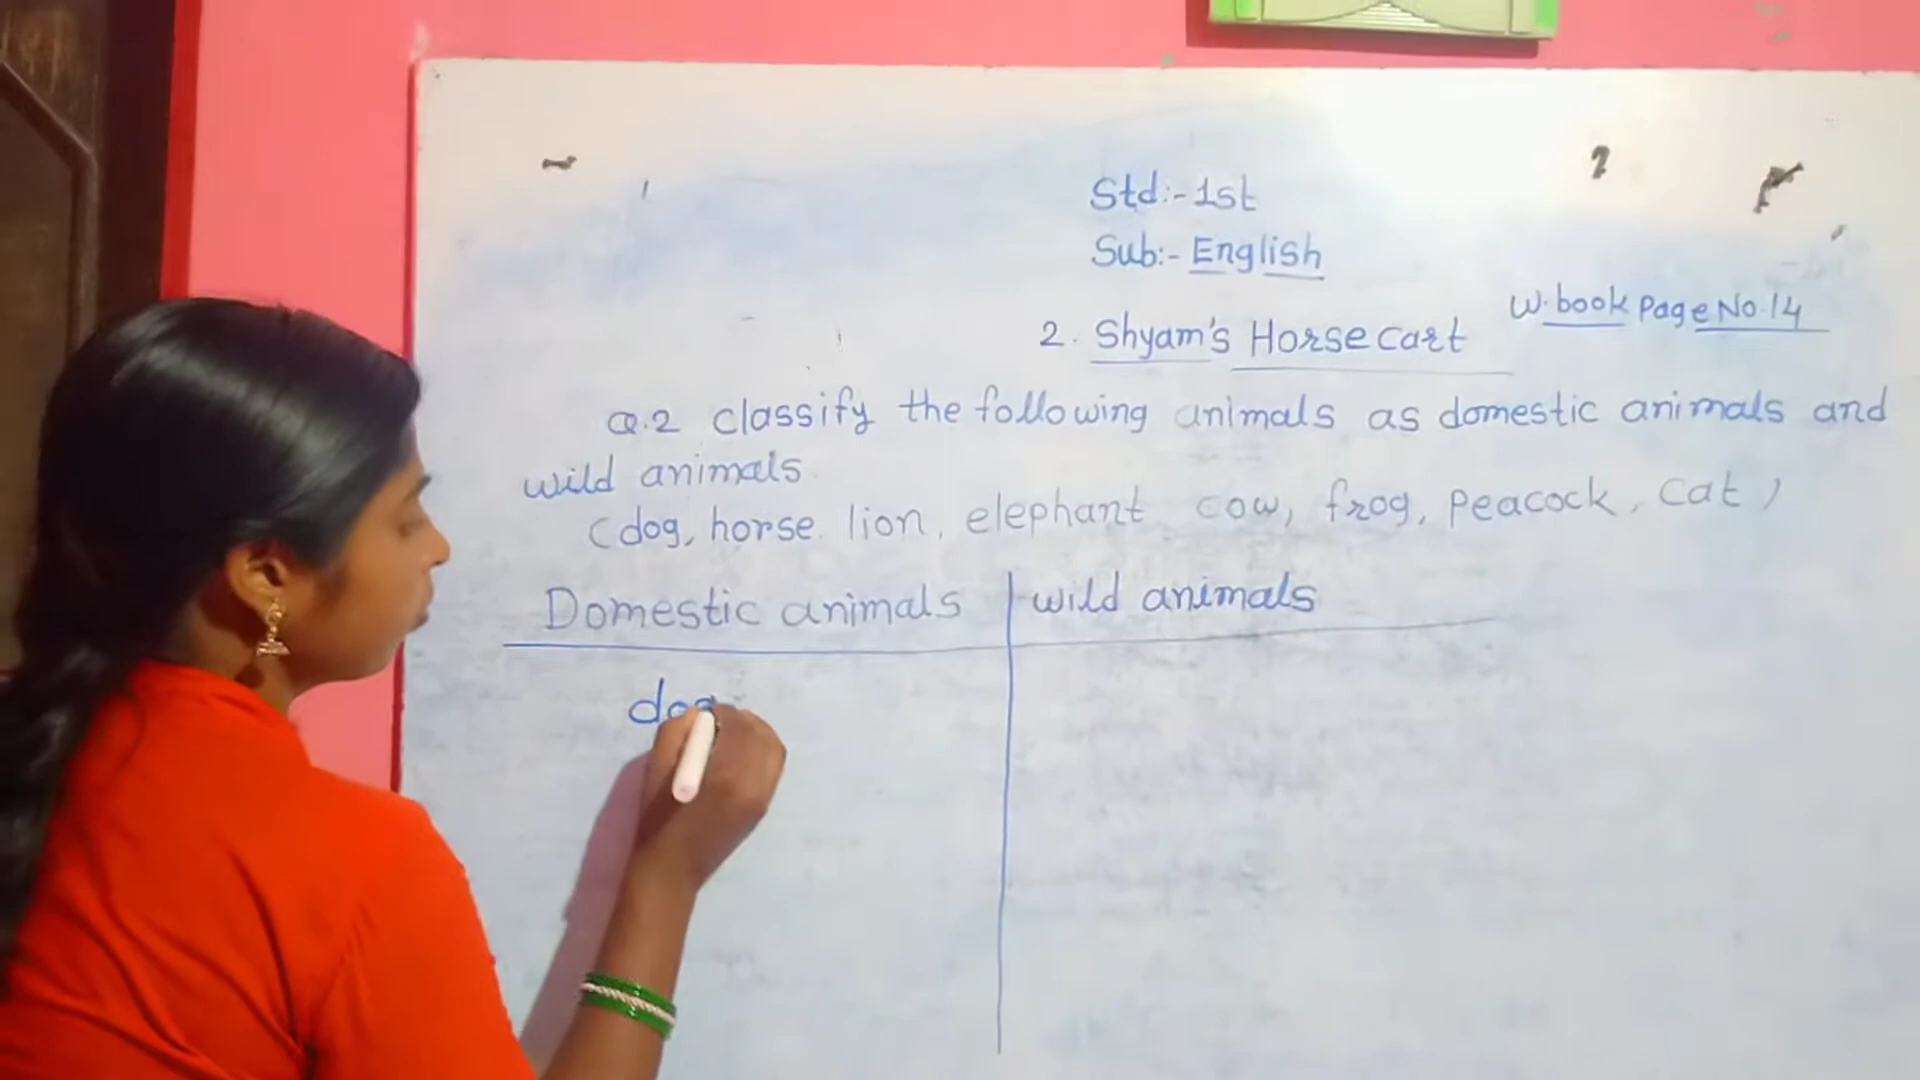 Std:- 1st
Sub:- English
2. Shyam's Horse cart
W.book Page No.14
Q.2 classify the following animals as domestic animals and
wild animals.
(dog, horse, lion, elephant cow, frog, Peacock, cat)
Domestic animals
wild animals
dog